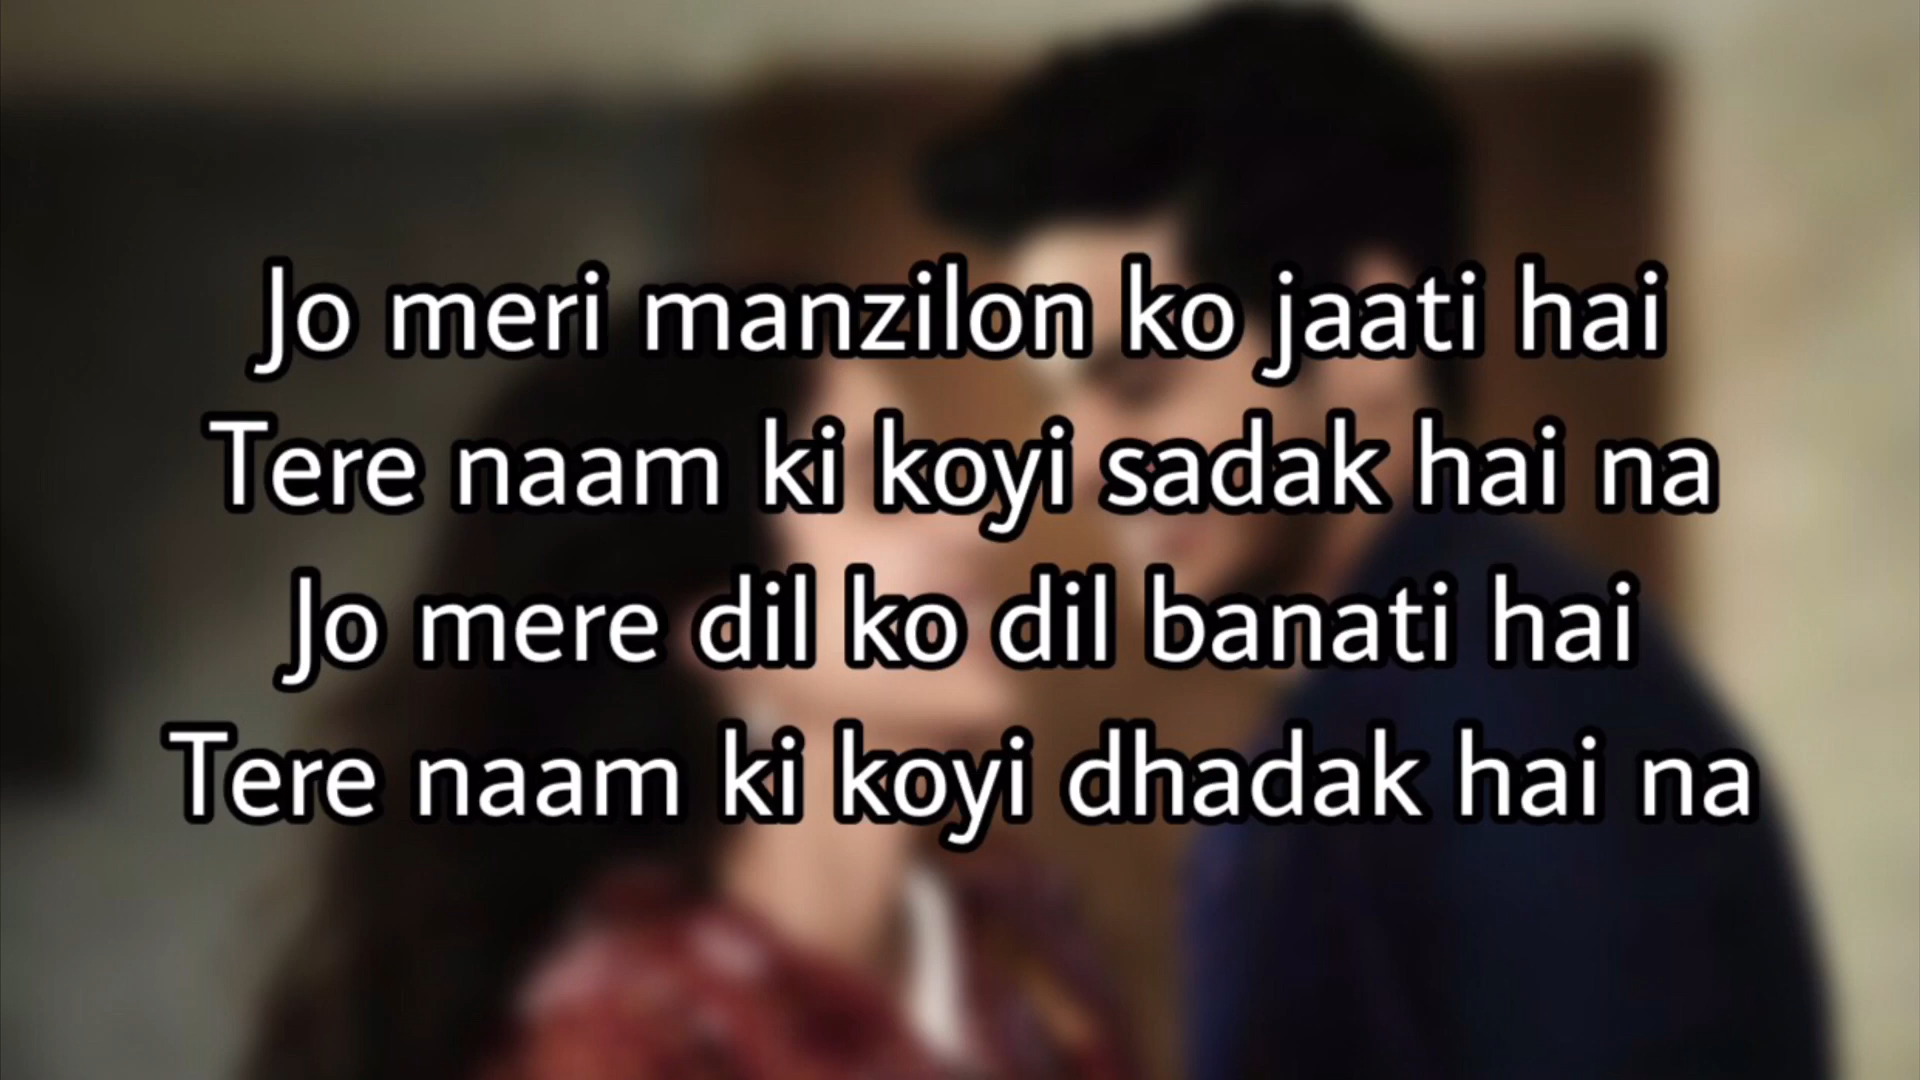 Jo meri manzilon ko jaati hai
Tere naam ki koyi sadak hai na
Jo mere dil ko dil banati hai
Tere naam ki koyi dhadak hai na